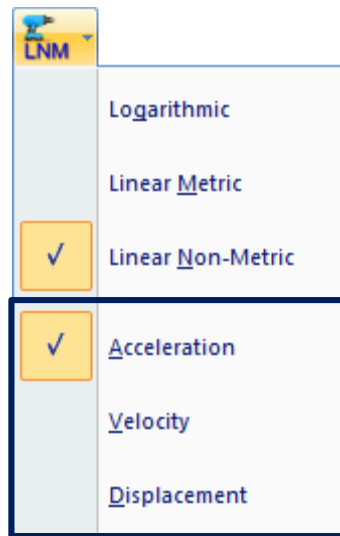 LNM
Logarithmic
Linear Metric
Linear Non-Metric
Acceleration
Velocity
Displacement